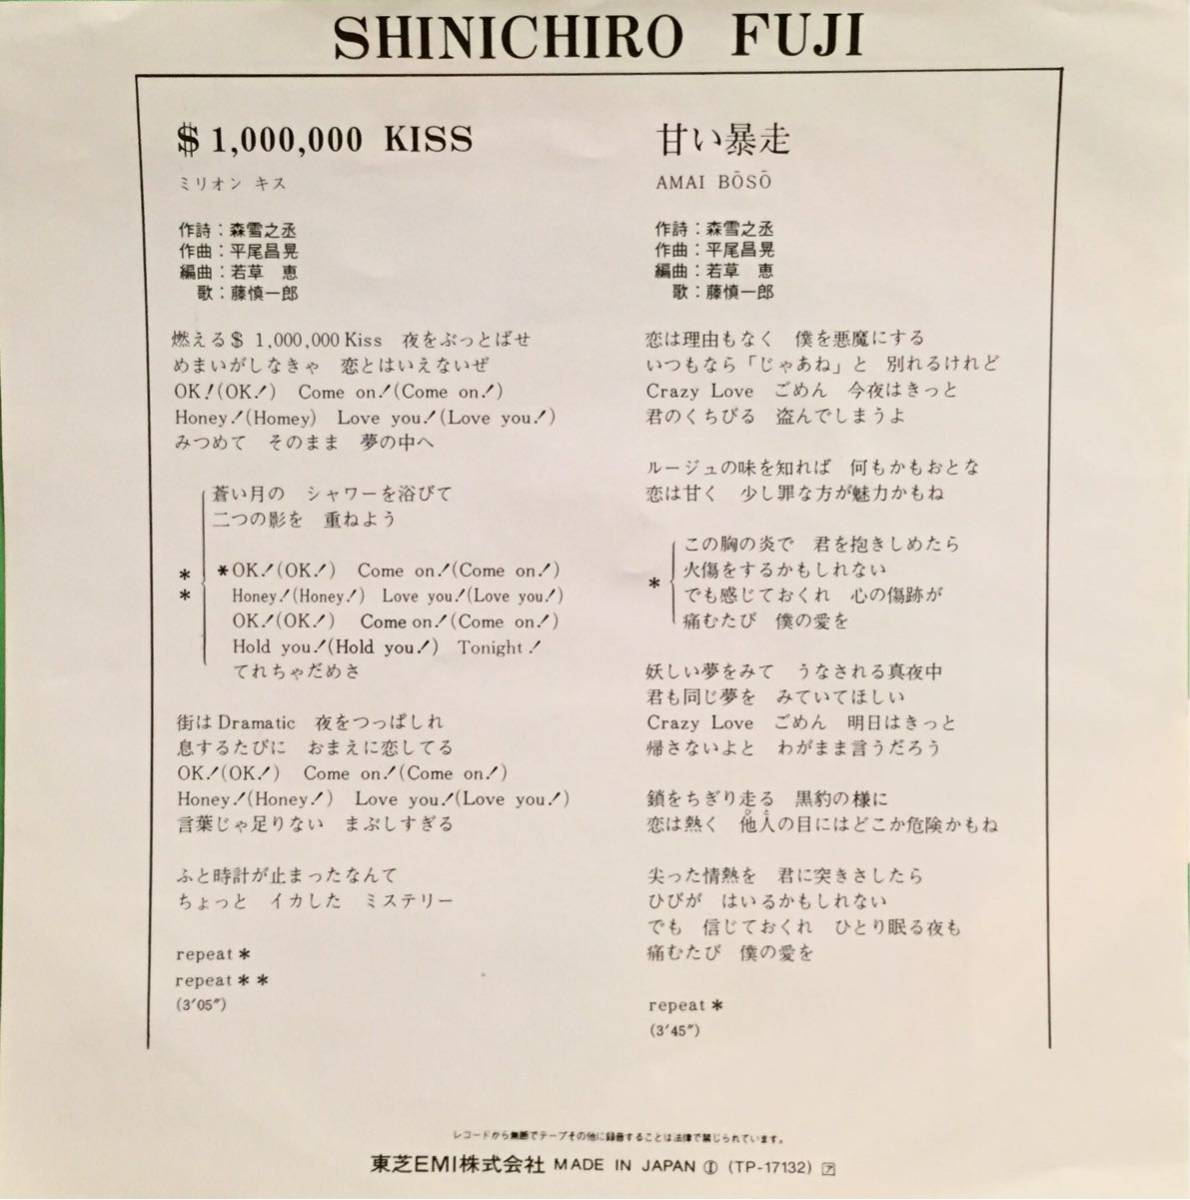 SHINICHIRO FUJI
$ 1,000,000 KISS
ミリオン キス
作詩:森雪之丞
作曲:平尾昌晃
編曲:若草 恵
歌:藤慎一郎
燃える$ 1,000,000 Kiss 夜をぶっとばせ
めまいがしなきゃ 恋とはいえないぜ
OK!(OK!) Come on!(Come on!)
Honey!(Homey) Love you!(Love you!)
みつめて そのまま 夢の中へ
蒼い月の シャワーを浴びて
二つの影を 重ねよう
**
*OK!(OK!) Come on!(Come on!)
Honey!(Honey!) Love you!(Love you!)
OK!(OK!) Come on!(Come on!)
Hold you!(Hold you!) Tonight!
てれちゃだめさ
街はDramatic 夜をつっぱしれ
息するたびに おまえに恋してる
OK!(OK!) Come on!(Come on!)
Honey!(Honey!) Love you!(Love you!)
言葉じゃ足りない まぶしすぎる
ふと時計が止まったなんて
ちょっと イカした ミステリー
repeat *
repeat * *
(3′05″)
甘い暴走
AMAI BŌSŌ
作詩:森雪之丞
作曲:平尾昌晃
編曲:若草 恵
歌:藤慎一郎
恋は理由もなく 僕を悪魔にする
いつもなら「じゃあね」と 別れるけれど
Crazy Love ごめん 今夜はきっと
君のくちびる 盗んでしまうよ
ルージュの味を知れば 何もかもおとな
恋は甘く 少し罪な方が魅力かもね
この胸の炎で 君を抱きしめたら
* 火傷をするかもしれない
でも感じておくれ 心の傷跡が
痛むたび 僕の愛を
妖しい夢をみて うなされる真夜中
君も同じ夢を みていてほしい
Crazy Love ごめん 明日はきっと
帰さないよと わがまま言うだろう
鎖をちぎり走る 黒豹の様に
恋は熱く 他人の目にはどこか危険かもね
ひと
尖った情熱を 君に突きさしたら
ひびが はいるかもしれない
でも 信じておくれ ひとり眠る夜も
痛むたび 僕の愛を
repeat *
(3′45″)
レコードから無断でテープその他に録音することは法律で禁じられています。
東芝EMI株式会社 MADE IN JAPAN Ⓘ (TP-17132) ア